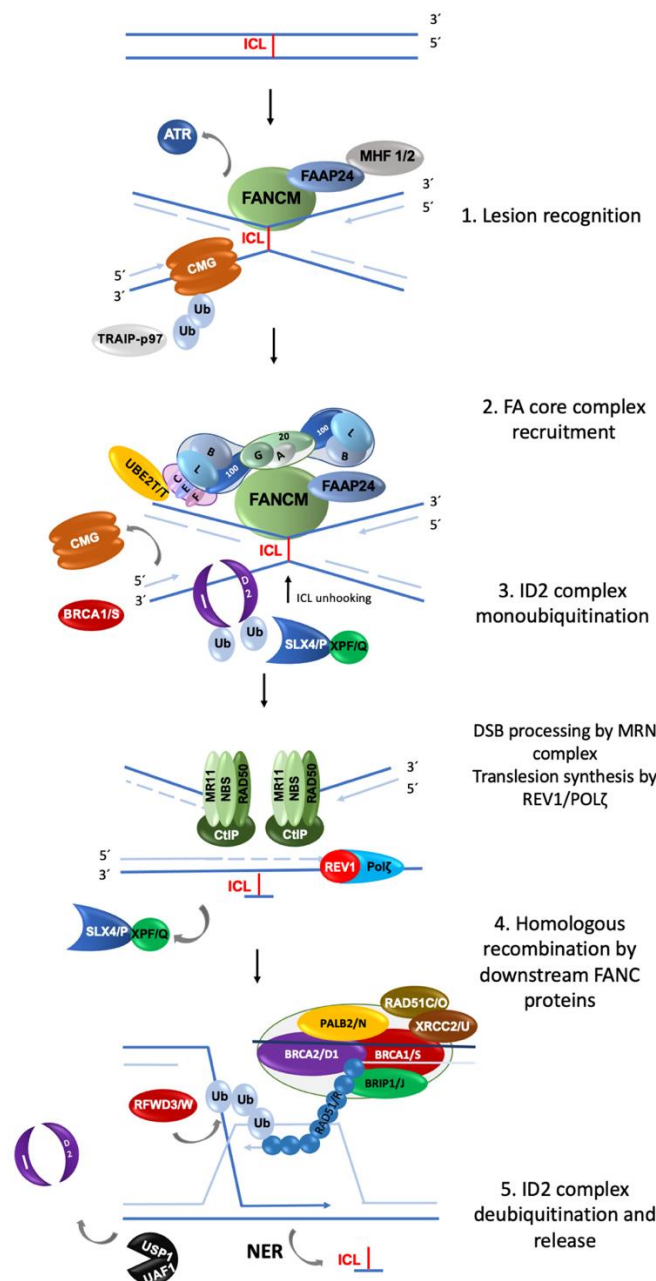 3´
ICL
5´
ATR
MHF 1/2
FAAP24
FANCM
3´
5´
1. Lesion recognition
ICL
CMG
5´
3´
Ub
Ub
TRAIP-p97
2. FA core complex
recruitment
20
100
100
B
L
G
A
L
B
UBE2T/T
C
E
F
FANCM
FAAP24
3´
5´
CMG
ICL
5´
3´
I
D2
ICL unhooking
3. ID2 complex
monoubiquitination
BRCA1/S
Ub
Ub
SLX4/P
XPF/Q
DSB processing by MRN
complex
Translesion synthesis by
REV1/POLζ
MR11
NBS
RAD50
MR11
NBS
RAD50
3´
5´
CtIP
CtIP
5´
3´
REV1
Polζ
ICL
SLX4/P
XPF/Q
4. Homologous
recombination by
downstream FANC
proteins
RAD51C/O
PALB2/N
XRCC2/U
BRCA2/D1
BRCA1/S
BRIP1/J
RFWD3/W
Ub
Ub
Ub
RAD51/R
I
D2
5. ID2 complex
deubiquitination and
release
USP1
UAF1
NER
ICL